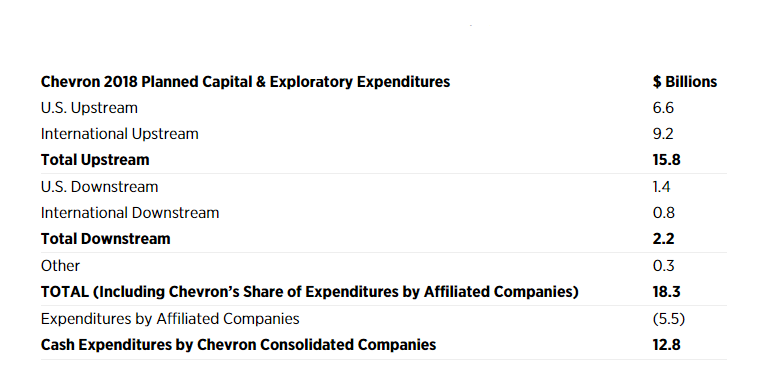 Chevron 2018 Planned Capital & Exploratory Expenditures $ Billions
U.S. Upstream 6.6
International Upstream 9.2
Total Upstream 15.8
U.S. Downstream 1.4
International Downstream 0.8
Total Downstream 2.2
Other 0.3
TOTAL (Including Chevron’s Share of Expenditures by Affiliated Companies) 18.3
Expenditures by Affiliated Companies (5.5)
Cash Expenditures by Chevron Consolidated Companies 12.8